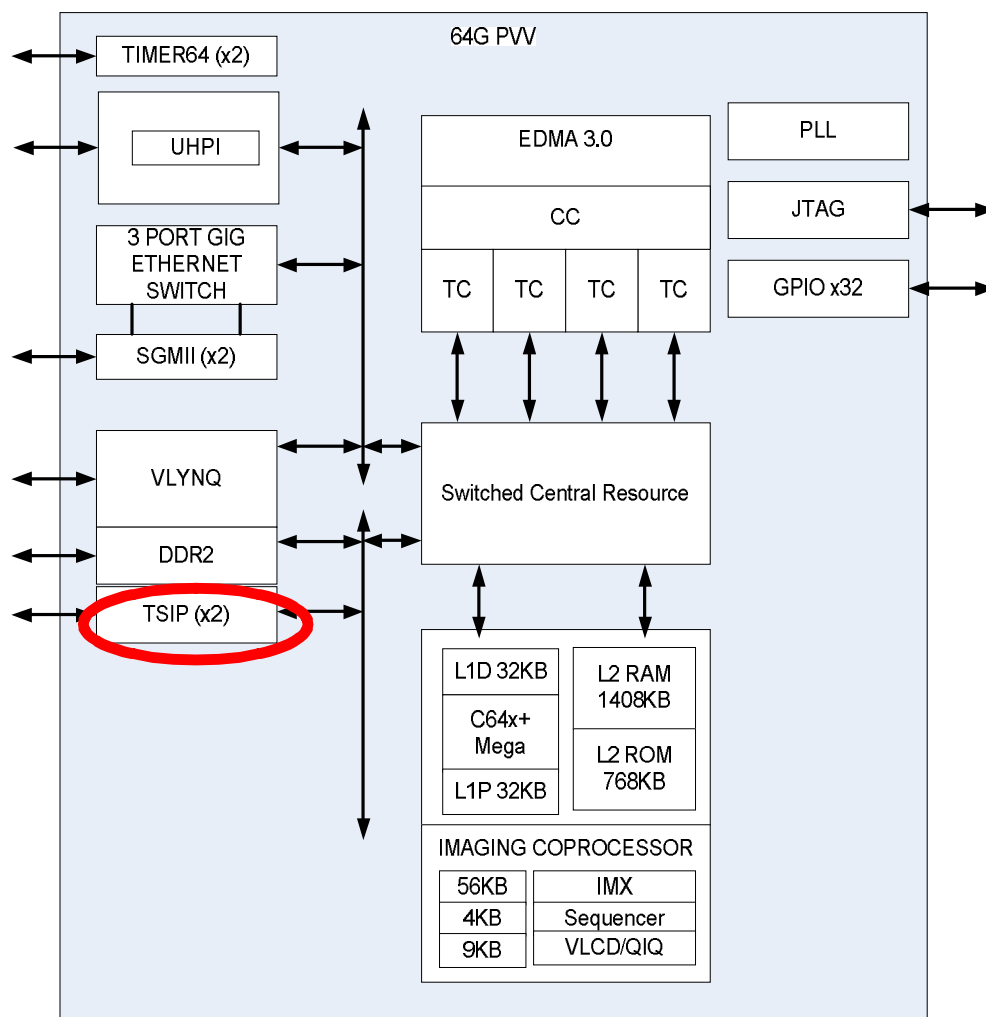 64G PVV
TIMER64 (x2)
UHPI
3 PORT GIG
ETHERNET
SWITCH
SGMII (x2)
VLYNQ
DDR2
TSIP (x2)
EDMA 3.0
CC
TC TC TC TC
PLL
JTAG
GPIO x32
Switched Central Resource
L1D 32KB
C64x+
Mega
L1P 32KB
L2 RAM
1408KB
L2 ROM
768KB
IMAGING COPROCESSOR
56KB IMX
4KB Sequencer
9KB VLCD/QIQ